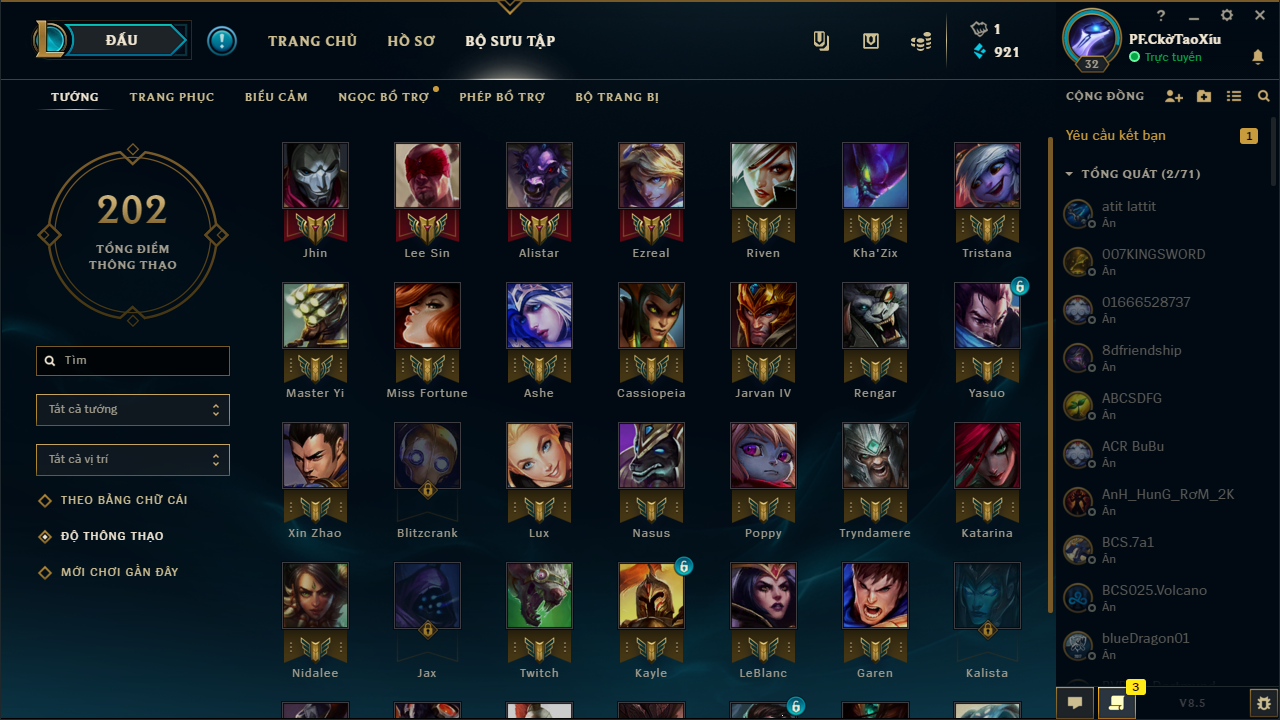 ĐẤU
!
TRANG CHỦ
HỒ SƠ
BỘ SƯU TẬP
1
921
?
32
PF.CkờTaoXíu
Trực tuyến
TƯỚNG
TRANG PHỤC
BIỂU CẢM
NGỌC BỔ TRỢ
PHÉP BỔ TRỢ
BỘ TRANG BỊ
CỘNG ĐỒNG
202
TỔNG ĐIỂM
THÔNG THẠO
Tìm
Tất cả tướng
Tất cả vị trí
THEO BẢNG CHỮ CÁI
ĐỘ THÔNG THẠO
MỚI CHƠI GẦN ĐÂY
Jhin
Lee Sin
Alistar
Ezreal
Riven
Kha'Zix
Tristana
6
Master Yi
Miss Fortune
Ashe
Cassiopeia
Jarvan IV
Rengar
Yasuo
Xin Zhao
Blitzcrank
Lux
Nasus
Poppy
Tryndamere
Katarina
6
Nidalee
Jax
Twitch
Kayle
LeBlanc
Garen
Kalista
6
Yêu cầu kết bạn
1
TỔNG QUÁT (2/71)
atit lattit
Ẩn
007KINGSWORD
Ẩn
01666528737
Ẩn
8dfriendship
Ẩn
ABCSDFG
Ẩn
ACR BuBu
Ẩn
AnH_HunG_RơM_2K
Ẩn
BCS.7a1
Ẩn
BCS025.Volcano
Ẩn
blueDragon01
Ẩn
3
V8.5